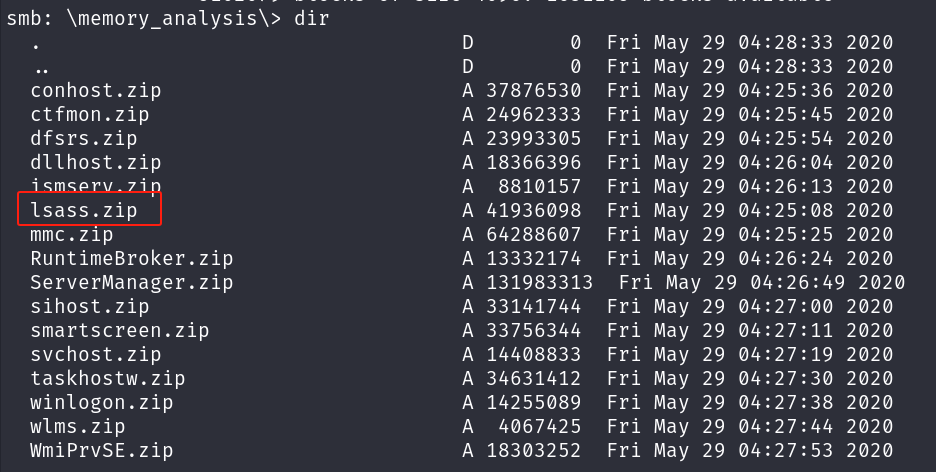 smb: \memory_analysis\> dir
. D 0 Fri May 29 04:28:33 2020
.. D 0 Fri May 29 04:28:33 2020
conhost.zip A 37876530 Fri May 29 04:25:36 2020
ctfmon.zip A 24962333 Fri May 29 04:25:45 2020
dfsrs.zip A 23993305 Fri May 29 04:25:54 2020
dllhost.zip A 18366396 Fri May 29 04:26:04 2020
ismserv.zip A 8810157 Fri May 29 04:26:13 2020
lsass.zip A 41936098 Fri May 29 04:25:08 2020
mmc.zip A 64288607 Fri May 29 04:25:25 2020
RuntimeBroker.zip A 13332174 Fri May 29 04:26:24 2020
ServerManager.zip A 131983313 Fri May 29 04:26:49 2020
sihost.zip A 33141744 Fri May 29 04:27:00 2020
smartscreen.zip A 33756344 Fri May 29 04:27:11 2020
svchost.zip A 14408833 Fri May 29 04:27:19 2020
taskhostw.zip A 34631412 Fri May 29 04:27:30 2020
winlogon.zip A 14255089 Fri May 29 04:27:38 2020
wlms.zip A 4067425 Fri May 29 04:27:44 2020
WmiPrvSE.zip A 18303252 Fri May 29 04:27:53 2020